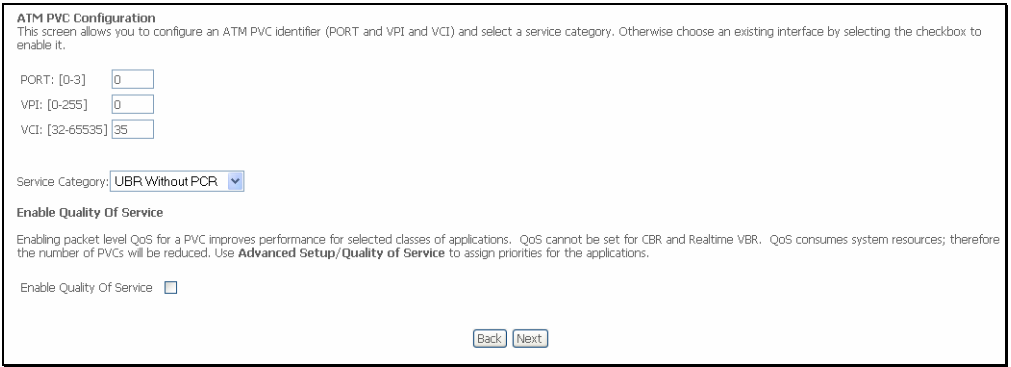 ATM PVC Configuration
This screen allows you to configure an ATM PVC identifier (PORT and VPI and VCI) and select a service category. Otherwise choose an existing interface by selecting the checkbox to
enable it.
PORT: [0-3] 0
VPI: [0-255] 0
VCI: [32-65535] 35
Service Category: UBR Without PCR
Enable Quality Of Service
Enabling packet level QoS for a PVC improves performance for selected classes of applications. QoS cannot be set for CBR and Realtime VBR. QoS consumes system resources; therefore
the number of PVCs will be reduced. Use Advanced Setup/Quality of Service to assign priorities for the applications.
Enable Quality Of Service
Back Next